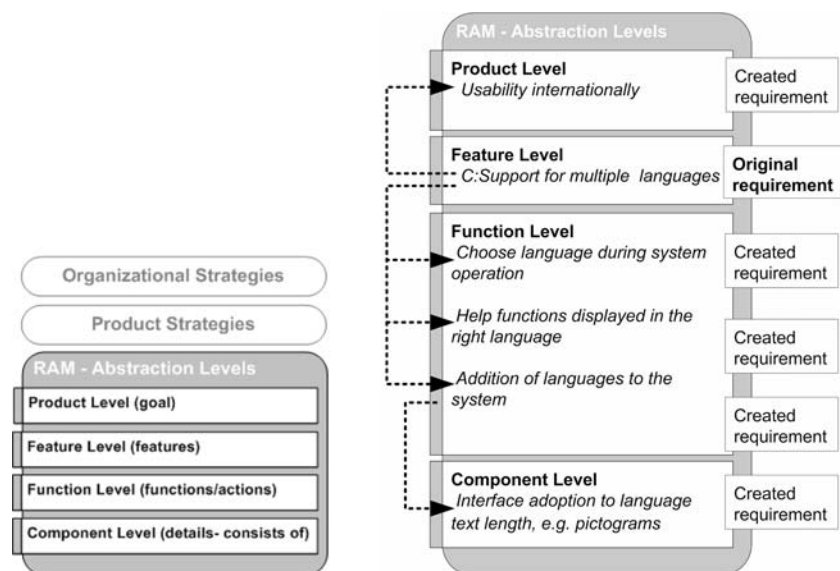 Organizational Strategies
Product Strategies
RAM - Abstraction Levels
Product Level (goal)
Feature Level (features)
Function Level (functions/actions)
Component Level (details- consists of)
RAM - Abstraction Levels
Product Level
Usability internationally
Created
requirement
Feature Level
C:Support for multiple languages
Original
requirement
Function Level
Choose language during system
operation
Created
requirement
Help functions displayed in the
right language
Created
requirement
Addition of languages to the
system
Created
requirement
Component Level
Interface adoption to language
text length, e.g. pictograms
Created
requirement